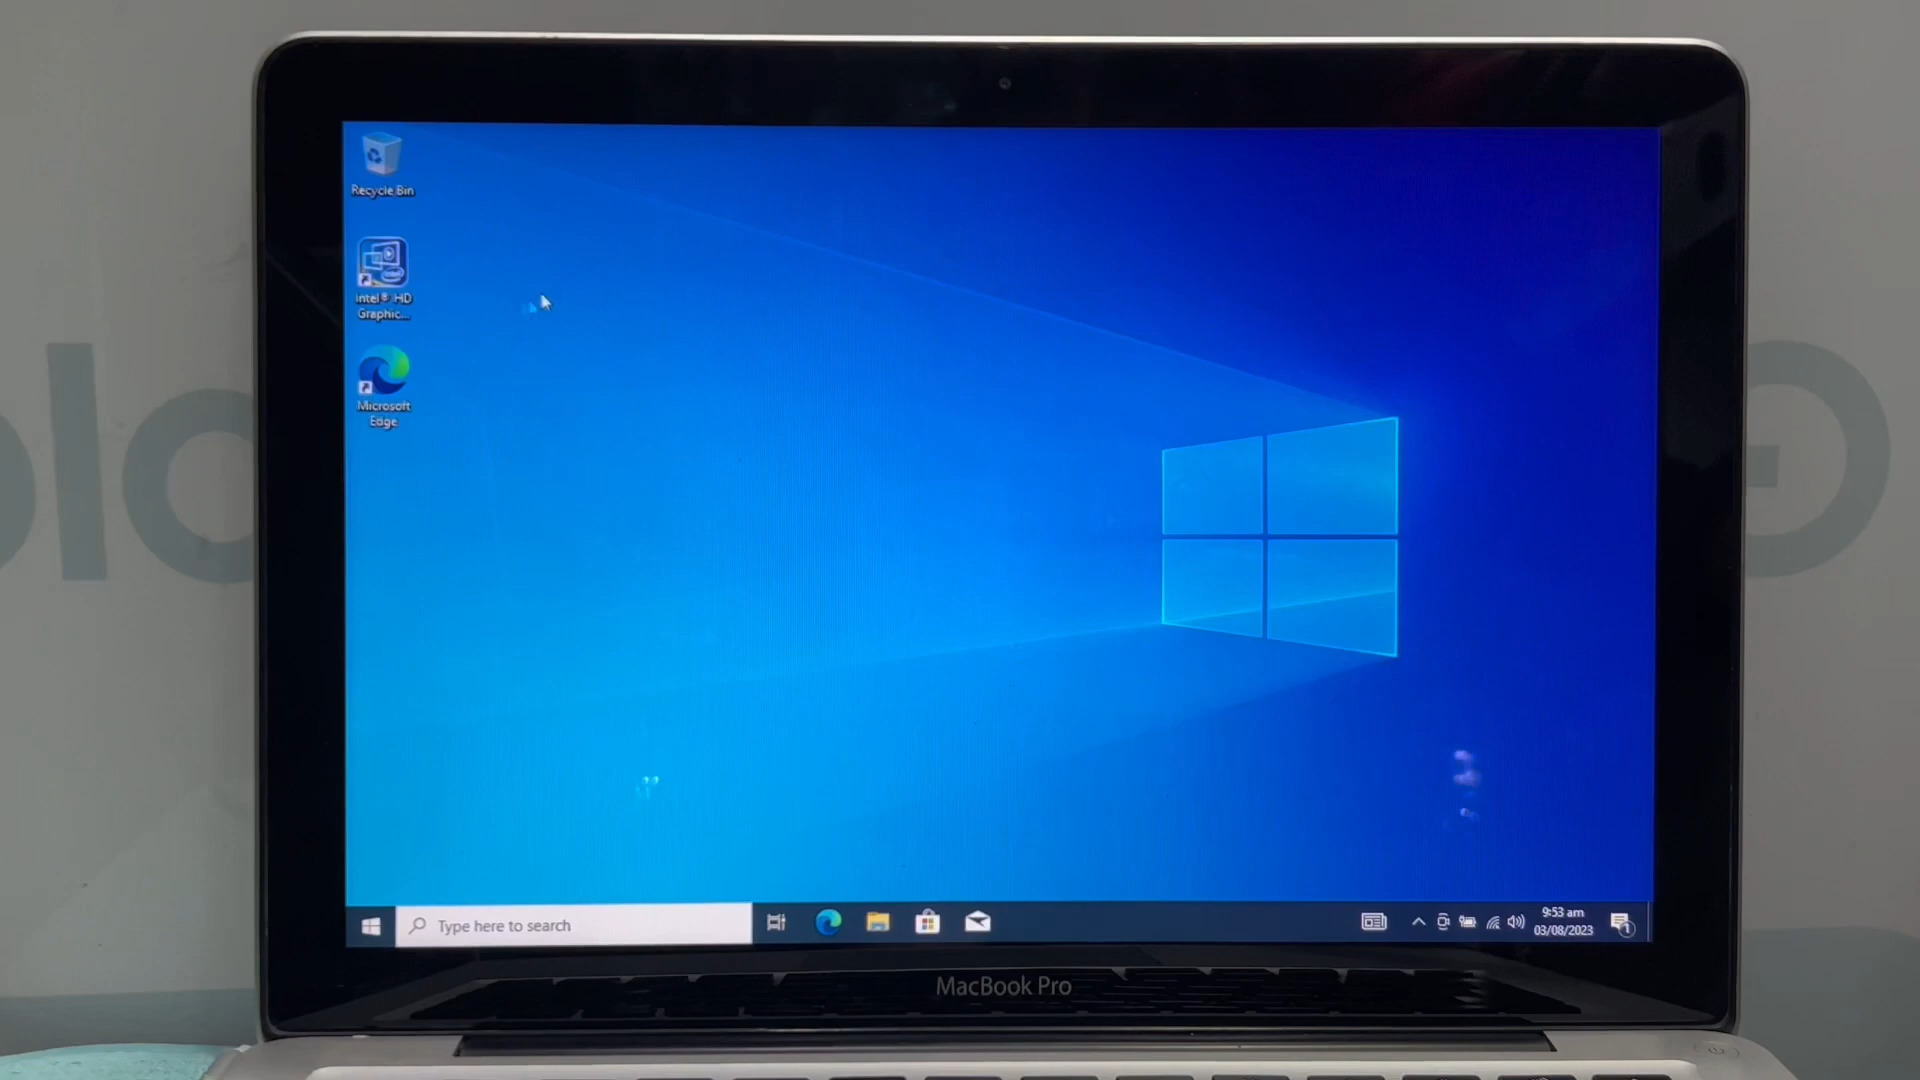 Recycle Bin
Intel® HD
Graphic...
Microsoft
Edge
Type here to search
9:53 am
03/08/2023
1
MacBook Pro